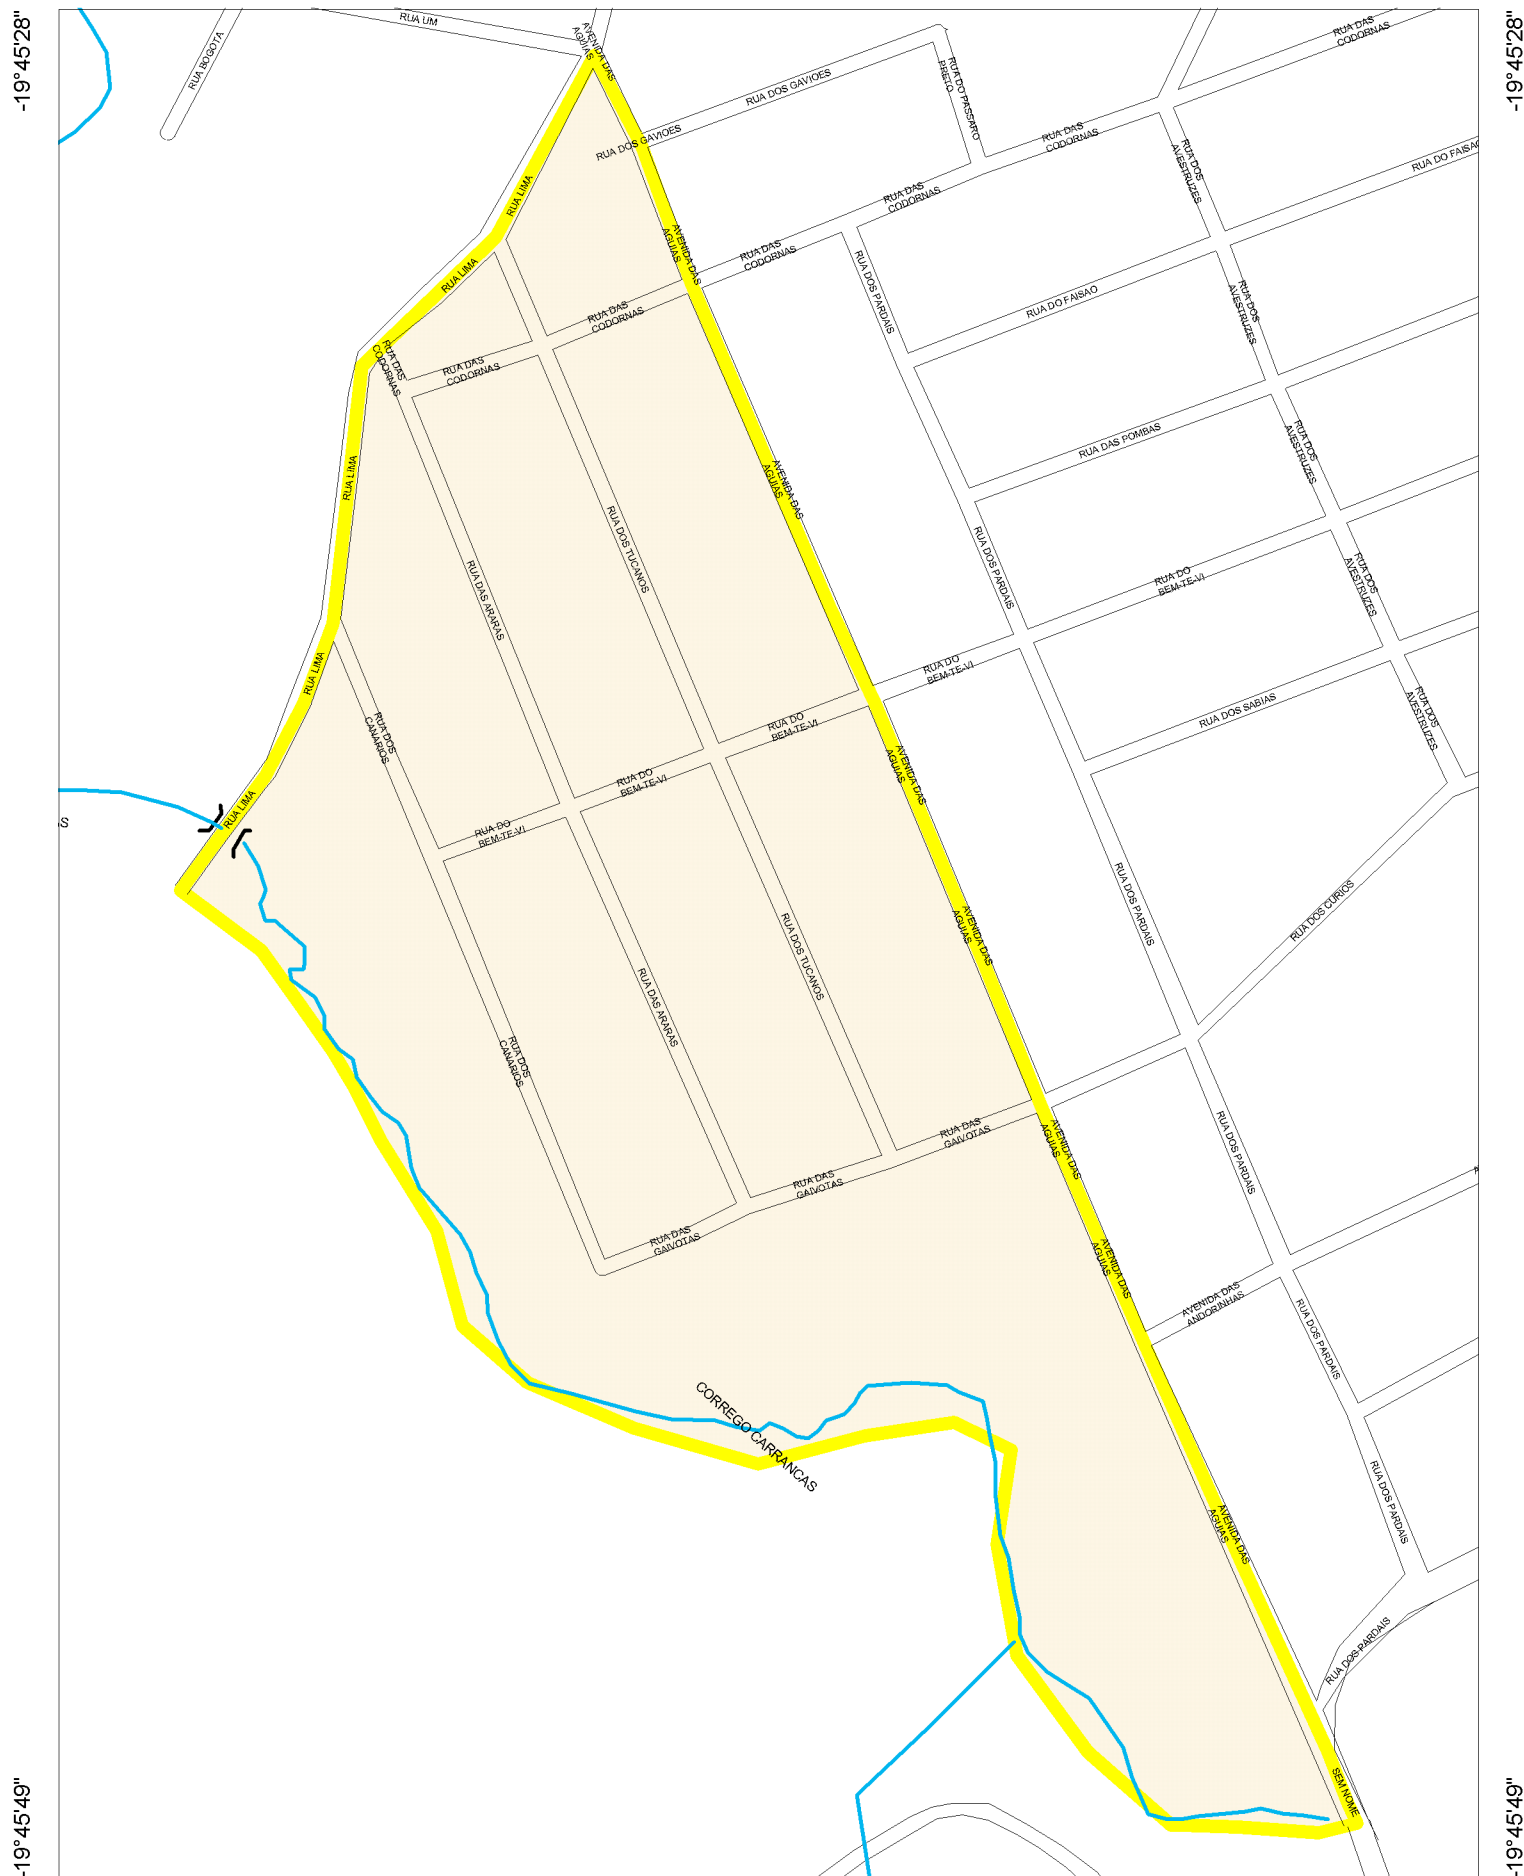 -19°45'28"
-19°45'28"
RUA UM
RUA BOGOTA
AVENIDA DAS
AGUIAS
RUA DAS
CODORNAS
RUA DOS GAVIOES
RUA DO PASSARO
PRETO
RUA DOS GAVIOES
RUA DAS
CODORNAS
RUA DOS
AVESTRUZES
RUA DO FAISAO
RUA LIMA
RUA DAS
CODORNAS
AVENIDA DAS
AGUIAS
RUA DAS
CODORNAS
RUA LIMA
RUA DOS PARDAIS
RUA DO FAISAO
RUA DOS
AVESTRUZES
RUA DAS
CODORNAS
RUA DAS
CODORNAS
RUA DAS
CODORNAS
RUA DAS POMBAS
RUA DOS
AVESTRUZES
RUA LIMA
AVENIDA DAS
AGUIAS
RUA DOS TUCANOS
RUA DAS ARARAS
RUA DOS PARDAIS
RUA DO
BEM-TE-VI
RUA DOS
AVESTRUZES
RUA LIMA
RUA DO
BEM-TE-VI
RUA DOS SABIAS
RUA DOS
AVESTRUZES
RUA DOS
CANARIOS
RUA DO
BEM-TE-VI
RUA DO
BEM-TE-VI
AVENIDA DAS
AGUIAS
RUA LIMA
S
RUA DO
BEM-TE-VI
RUA DOS PARDAIS
RUA DOS CURIOS
AVENIDA DAS
AGUIAS
RUA DOS TUCANOS
RUA DAS ARARAS
RUA DOS
CANARIOS
RUA DAS
GAIVOTAS
AVENIDA DAS
AGUIAS
RUA DOS PARDAIS
RUA DAS
GAIVOTAS
RUA DAS
GAIVOTAS
AVENIDA DAS
AGUIAS
AVENIDA DAS
ANDORINHAS
RUA DOS PARDAIS
CORREGO CARRANCAS
RUA DOS PARDAIS
AVENIDA DAS
AGUIAS
RUA DOS PARDAIS
SEM NOME
-19°45'49"
-19°45'49"